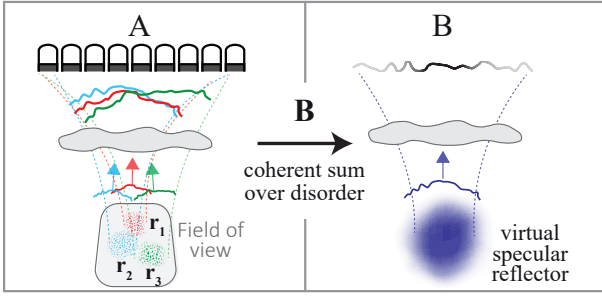 A
B
B
coherent sum
over disorder
r1
r2
r3
Field of
view
virtual
specular
reflector